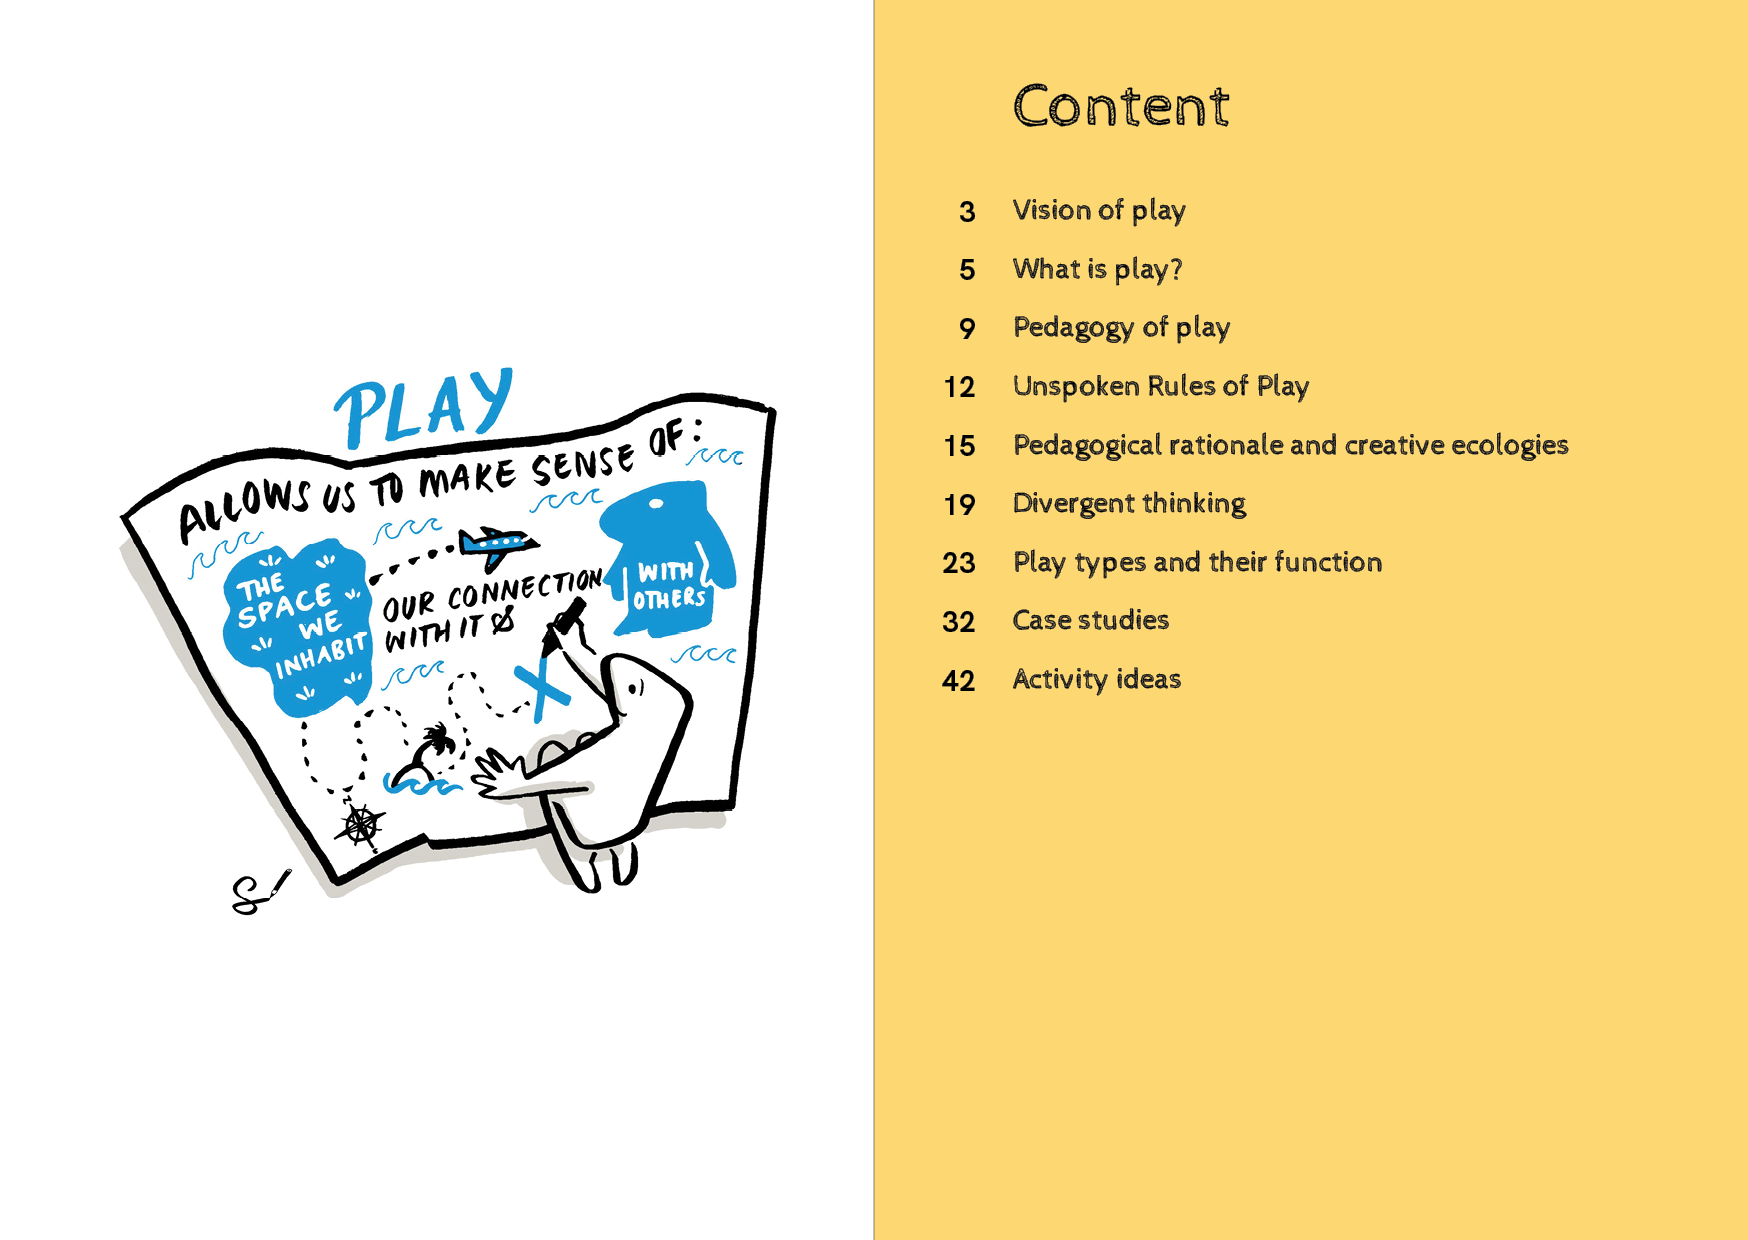 PLAY
ALLOWS US TO MAKE SENSE OF:
THE
SPACE
WE
INHABIT
OUR CONNECTION
WITH IT &
WITH
OTHERS
Content
3 Vision of play
5 What is play?
9 Pedagogy of play
12 Unspoken Rules of Play
15 Pedagogical rationale and creative ecologies
19 Divergent thinking
23 Play types and their function
32 Case studies
42 Activity ideas